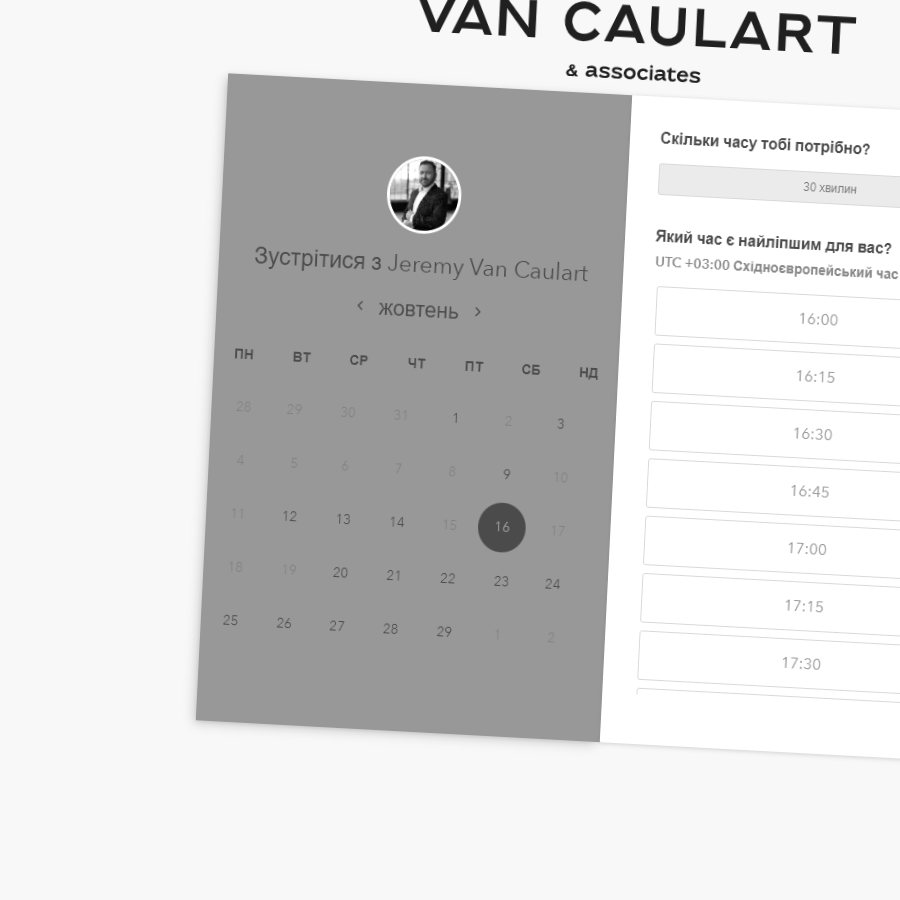 VAN CAULART
& associates
Зустрітися з Jeremy Van Caulart
‹ жовтень ›
ПН ВТ СР ЧТ ПТ СБ НД
28 29 30 31 1 2 3
4 5 6 7 8 9 10
11 12 13 14 15 16 17
18 19 20 21 22 23 24
25 26 27 28 29 1 2
Скільки часу тобі потрібно?
30 хвилин
Який час є найліпшим для вас?
UTC +03:00 Східноєвропейський час
16:00
16:15
16:30
16:45
17:00
17:15
17:30